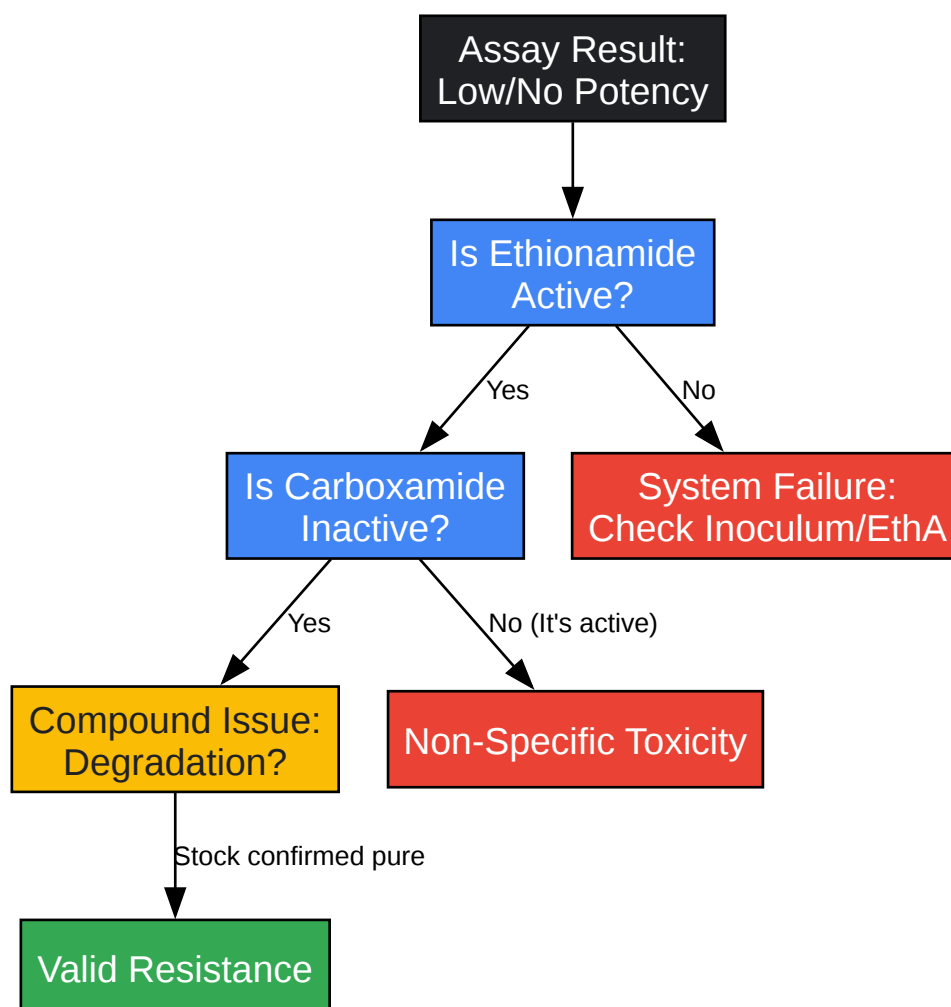 Assay Result:
Low/No Potency
Is Ethionamide
Active?
Yes
No
Is Carboxamide
Inactive?
System Failure:
Check Inoculum/EthA
Yes
No (It's active)
Compound Issue:
Degradation?
Non-Specific Toxicity
Stock confirmed pure
Valid Resistance